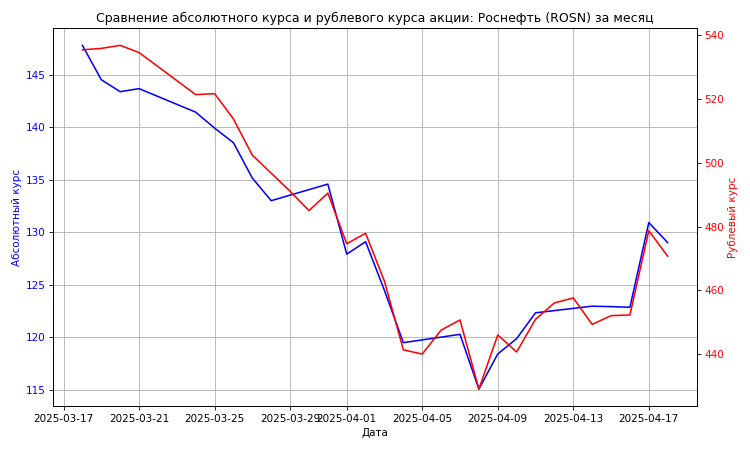 Сравнение абсолютного курса и рублевого курса акции: Роснефть (ROSN) за месяц
145
140
135
130
125
120
115
Абсолютный курс
540
520
500
480
460
440
Рублевый курс
2025-03-17 2025-03-21 2025-03-25 2025-03-29 2025-04-01 2025-04-05 2025-04-09 2025-04-13 2025-04-17
Дата